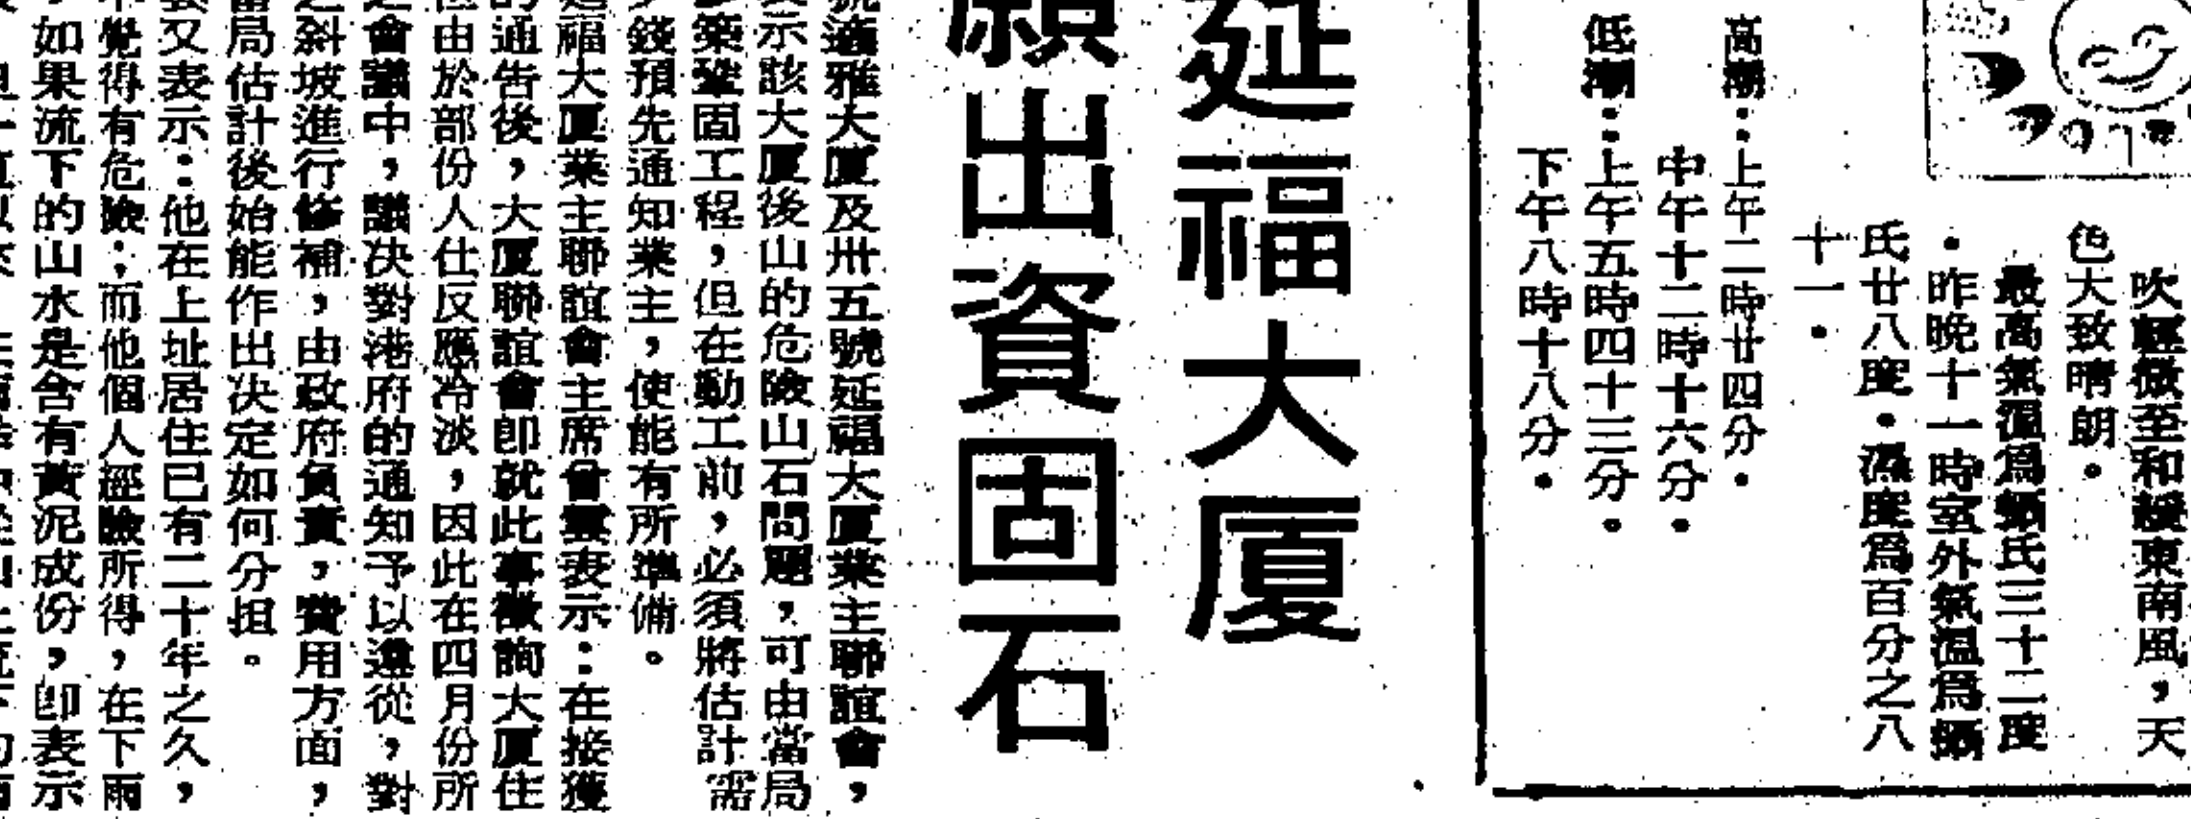 吹輕微至和緩東南風，天
色大致晴朗。
最高氣溫爲攝氏三十二度
。昨晚十一時室外氣溫爲攝
氏廿八度。濕度爲百分之八
十一。
高潮：上午二時廿四分。
中午十二時十六分。
低潮：上午五時四十三分。
下午八時十八分。
延福大厦
願出資固石
號適雅大厦及卅五號延福大厦業主聯誼會，
示該大厦後山的危險山石問題，可由當局
築鞏固工程，但在動工前，必須將估計需
錢預先通知業主，使能有所準備。
延福大厦業主聯誼會主席曾雲表示：在接獲
的通告後，大厦聯誼會即就此事徵詢大厦住
但由於部份人仕反應冷淡，因此在四月份所
之會議中，議决對港府的通知予以遵從，對
之斜坡進行修補，由政府負責，費用方面，
當局估計後始能作出决定如何分担。
雲又表示：他在上址居住已有二十年之久，
不覺得有危險；而他個人經驗所得，在下雨
如果流下的山水是含有黃泥成份，即表示